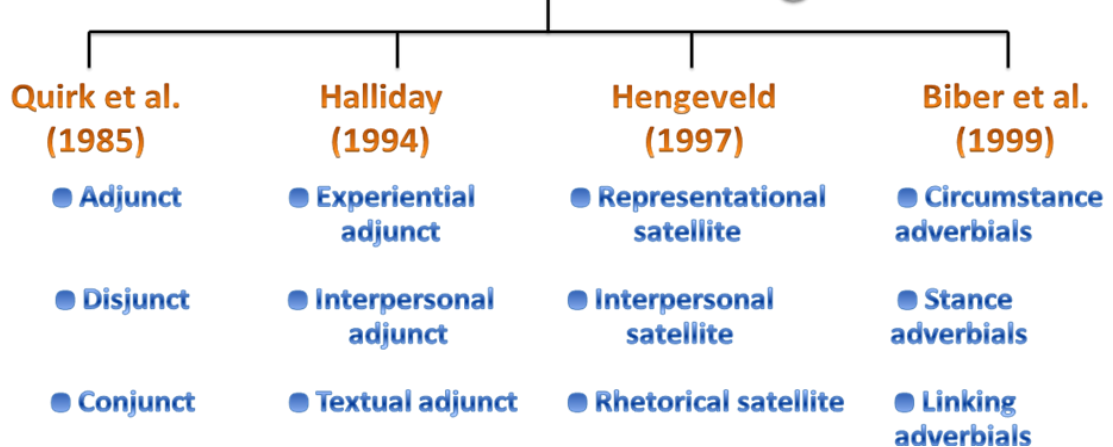 Quirk et al.
(1985)
Adjunct
Disjunct
Conjunct
Halliday
(1994)
Experiential
adjunct
Interpersonal
adjunct
Textual adjunct
Hengeveld
(1997)
Representational
satellite
Interpersonal
satellite
Rhetorical satellite
Biber et al.
(1999)
Circumstance
adverbials
Stance
adverbials
Linking
adverbials